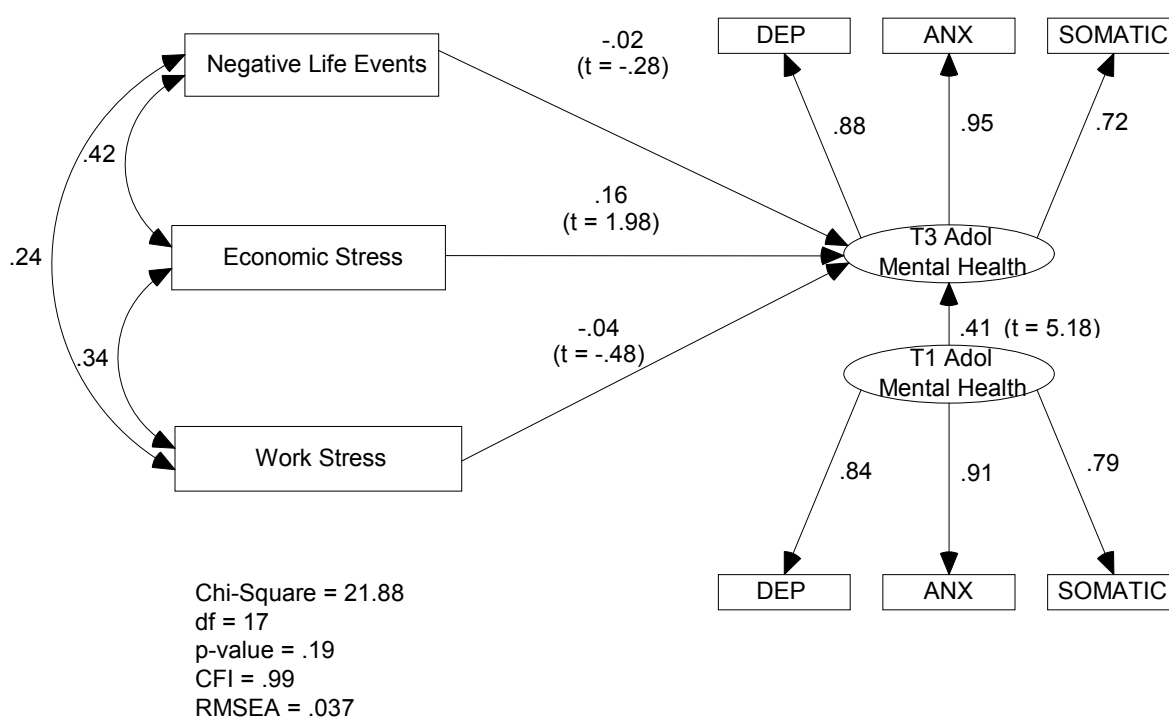 DEP
ANX
SOMATIC
-.02
(t = -.28)
Negative Life Events
.88
.95
.72
.42
.16
(t = 1.98)
T3 Adol
Mental Health
.24
Economic Stress
-.04
(t = -.48)
.41 (t = 5.18)
.34
T1 Adol
Mental Health
Work Stress
.84
.91
.79
DEP
ANX
SOMATIC
Chi-Square = 21.88
df = 17
p-value = .19
CFI = .99
RMSEA = .037